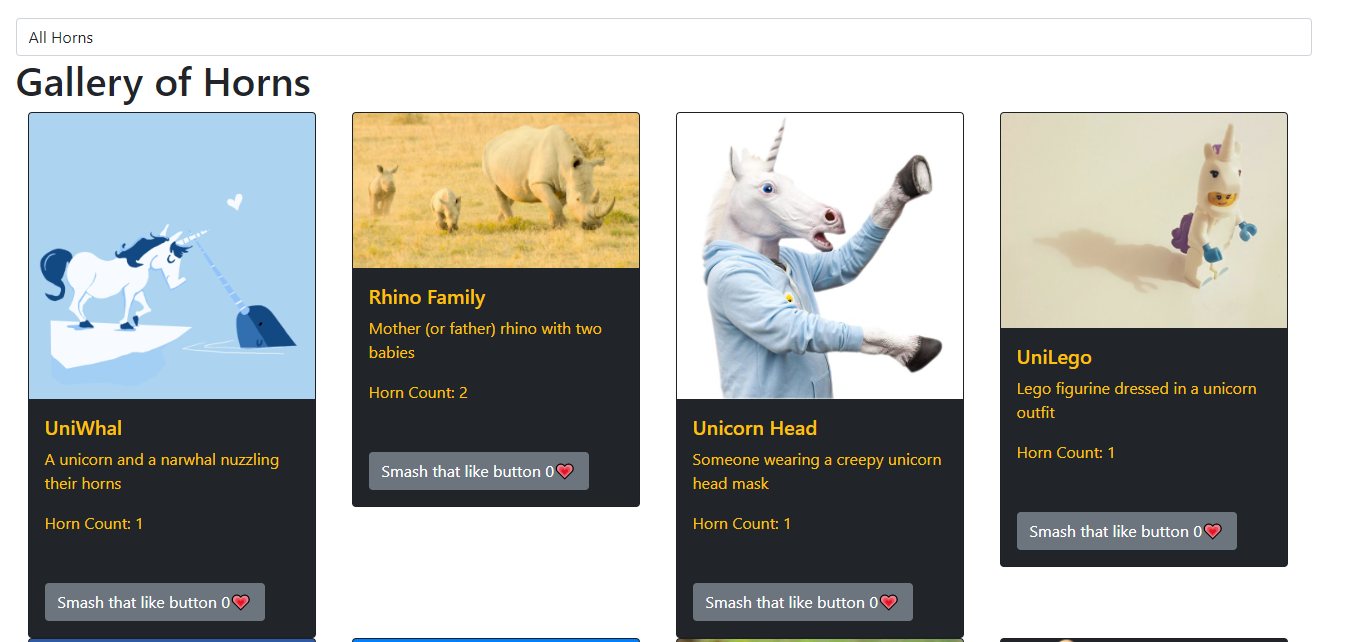 All Horns
Gallery of Horns
UniWhal
A unicorn and a narwhal nuzzling
their horns
Horn Count: 1
Smash that like button 0❤️
Rhino Family
Mother (or father) rhino with two
babies
Horn Count: 2
Smash that like button 0❤️
Unicorn Head
Someone wearing a creepy unicorn
head mask
Horn Count: 1
Smash that like button 0❤️
UniLego
Lego figurine dressed in a unicorn
outfit
Horn Count: 1
Smash that like button 0❤️